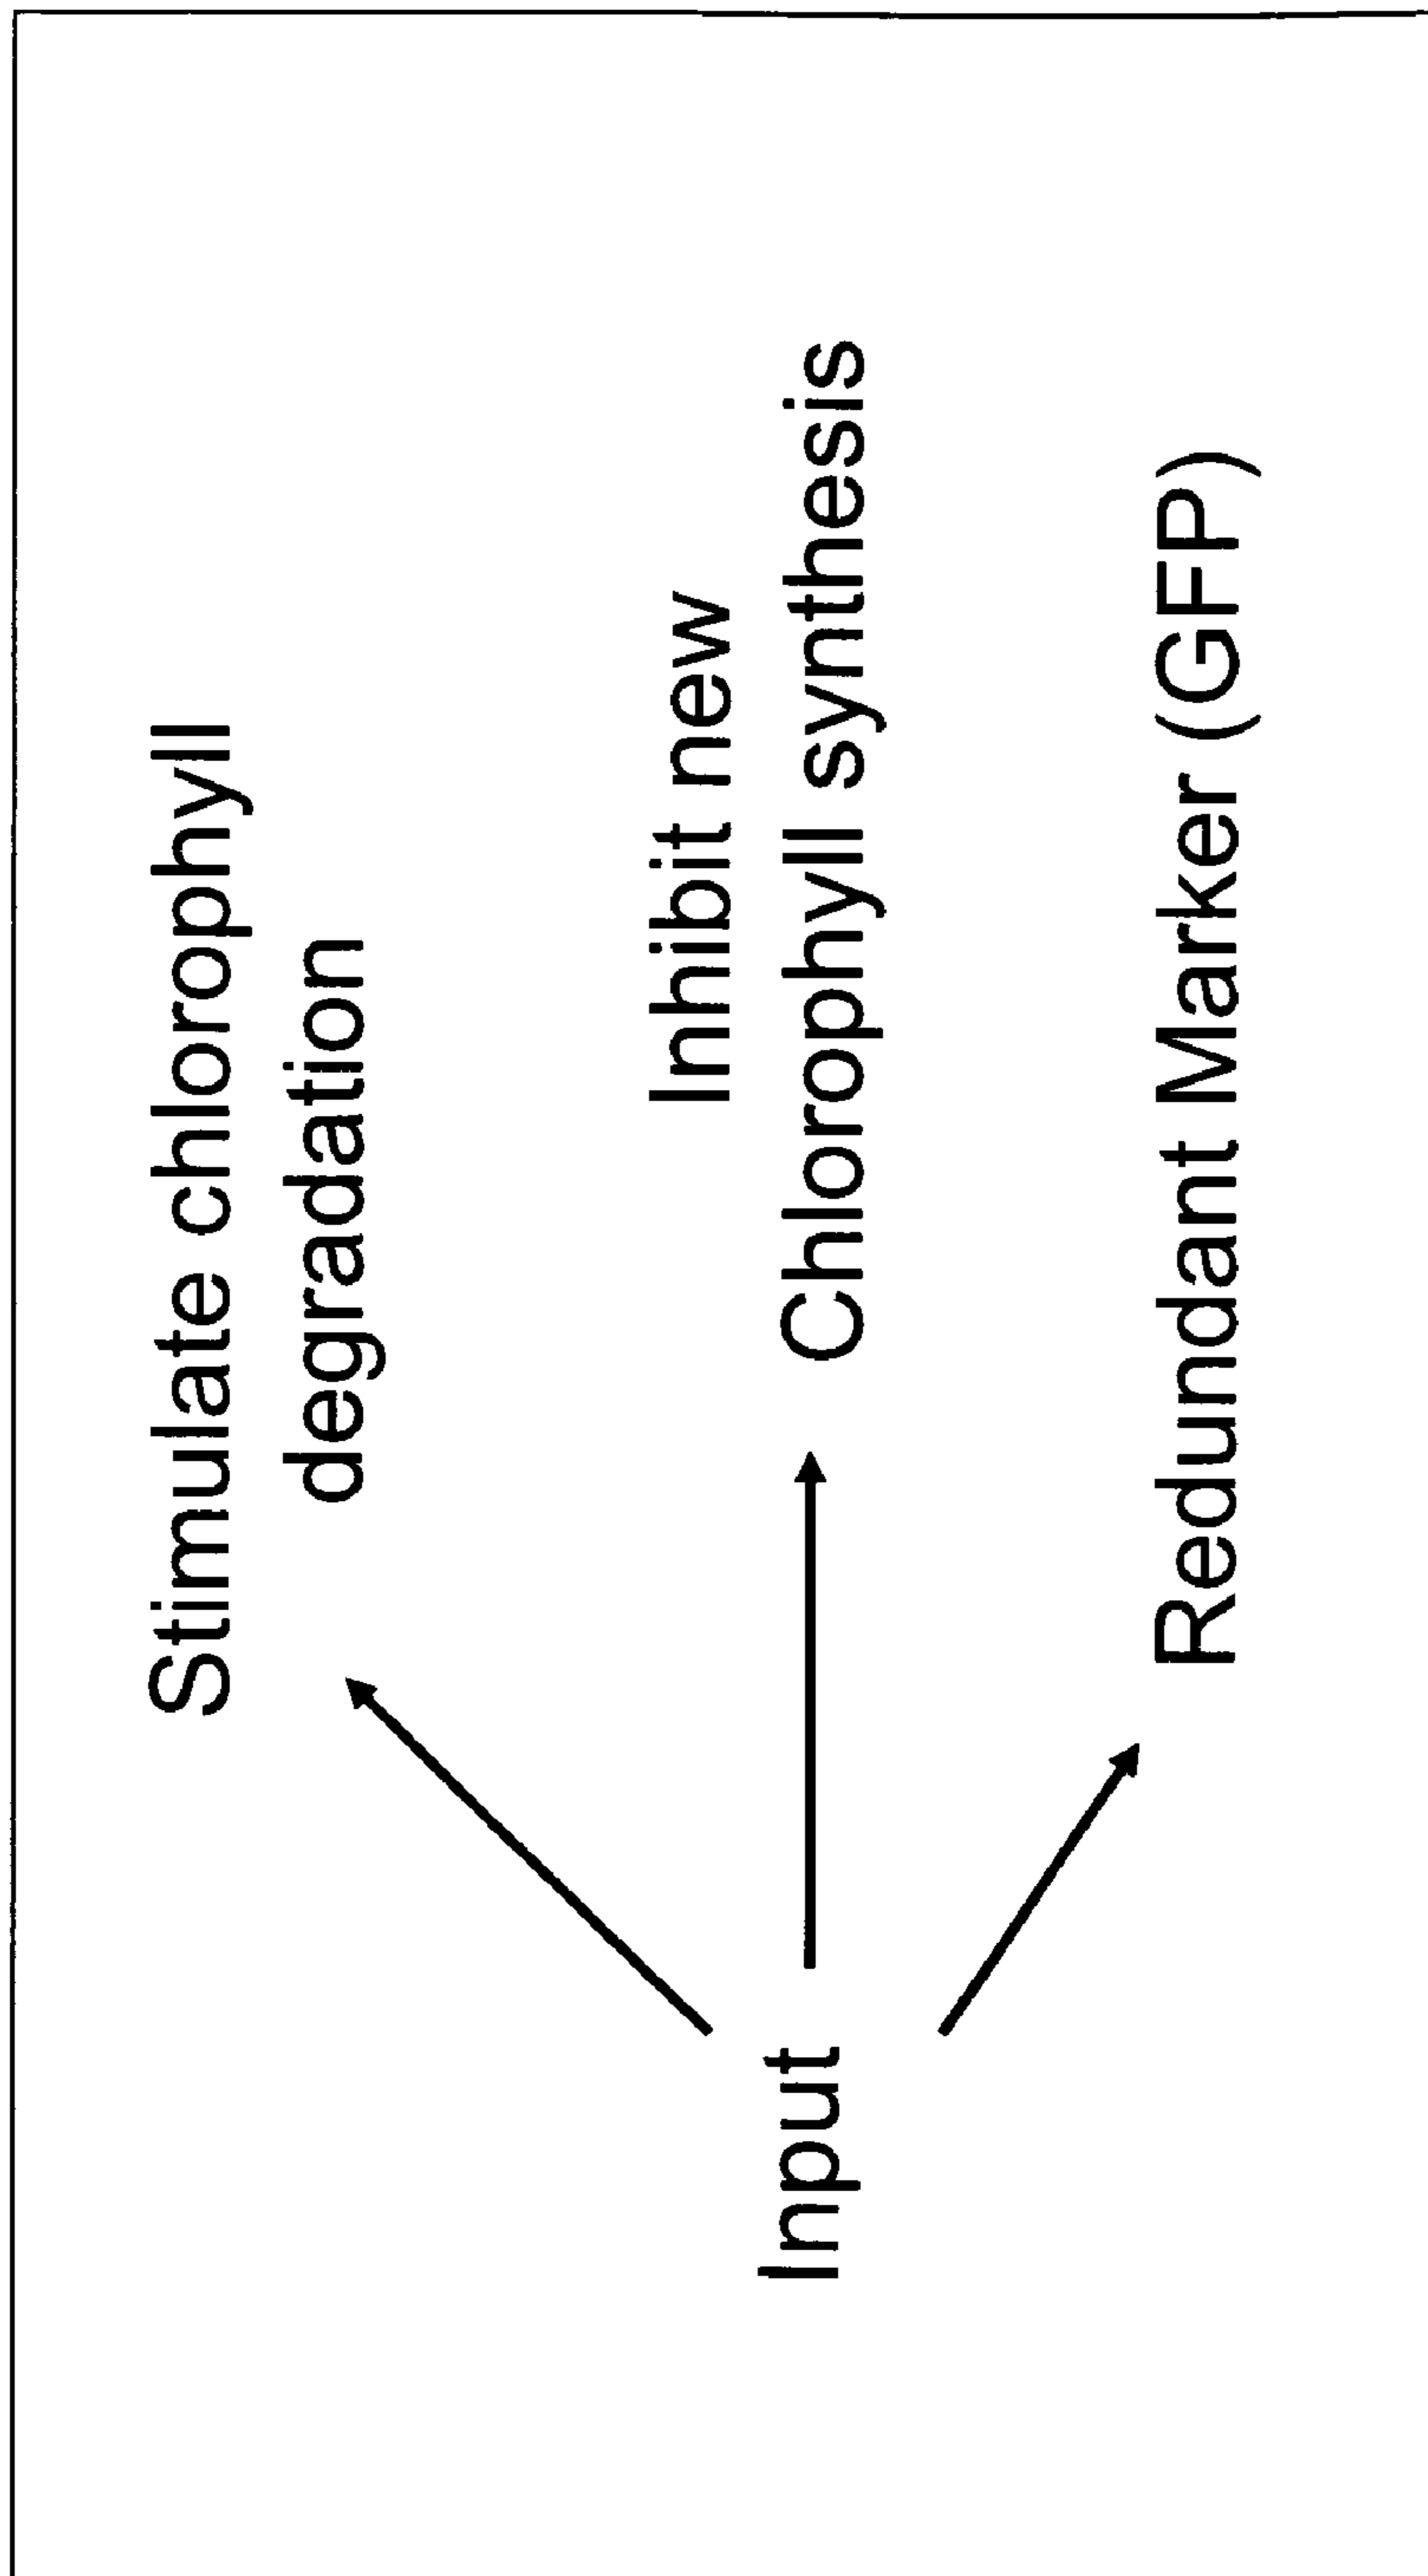 Stimulate chlorophyll
degradation
Inhibit new
Input
Chlorophyll synthesis
Redundant Marker (GFP)